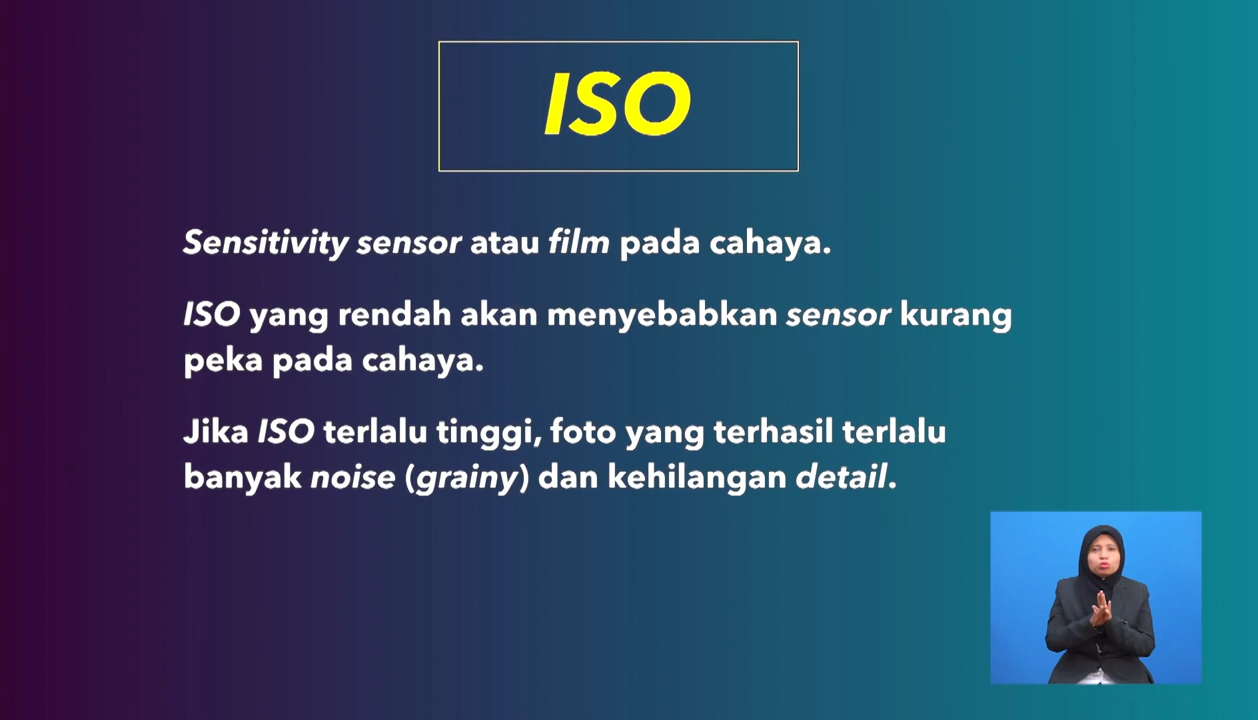 ISO
Sensitivity sensor atau film pada cahaya.
ISO yang rendah akan menyebabkan sensor kurang
peka pada cahaya.
Jika ISO terlalu tinggi, foto yang terhasil terlalu
banyak noise (grainy) dan kehilangan detail.